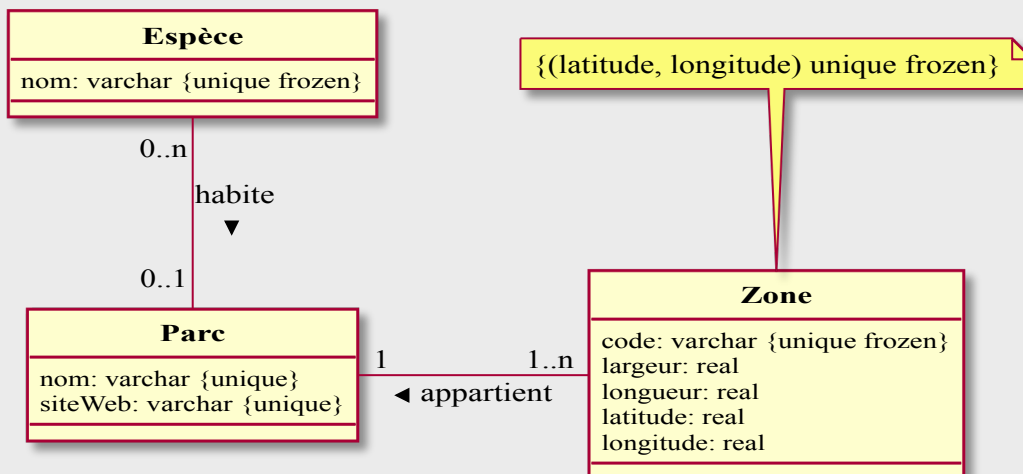 Espèce
nom: varchar {unique frozen}
{(latitude, longitude) unique frozen}
0..n
habite
▼
0..1
Parc
nom: varchar {unique}
siteWeb: varchar {unique}
1
1..n
◄ appartient
Zone
code: varchar {unique frozen}
largeur: real
longueur: real
latitude: real
longitude: real